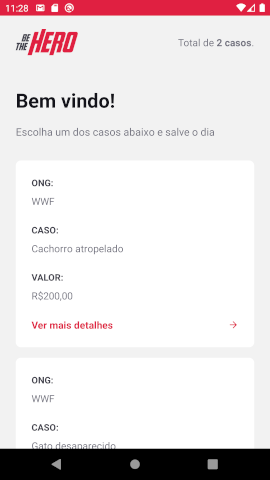 11:28
BE THE HERO
Total de 2 casos.
Bem vindo!
Escolha um dos casos abaixo e salve o dia
ONG:
WWF
CASO:
Cachorro atropelado
VALOR:
R$200,00
Ver mais detalhes
ONG:
WWF
CASO:
Gato desaparecido